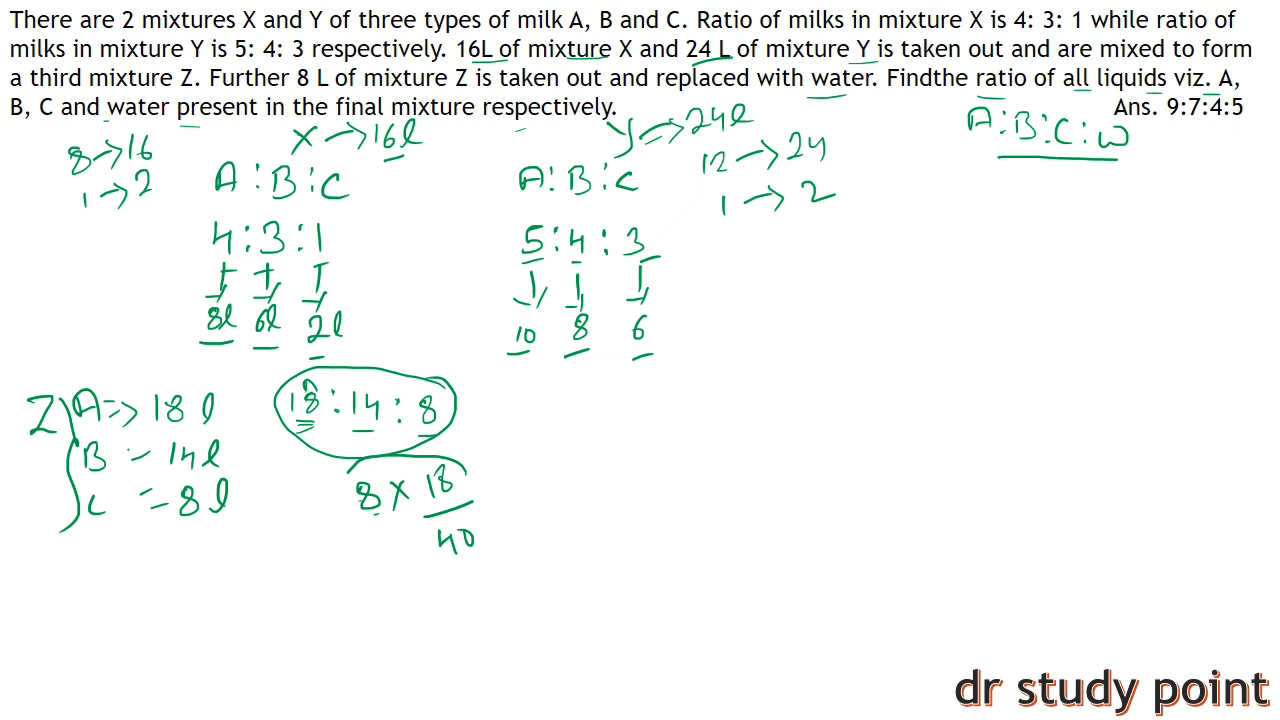 There are 2 mixtures X and Y of three types of milk A, B and C. Ratio of milks in mixture X is 4: 3: 1 while ratio of
milks in mixture Y is 5: 4: 3 respectively. 16L of mixture X and 24 L of mixture Y is taken out and are mixed to form
a third mixture Z. Further 8 L of mixture Z is taken out and replaced with water. Findthe ratio of all liquids viz. A,
B, C and water present in the final mixture respectively. Ans. 9:7:4:5
8 → 16
1 → 2
X → 16l
A : B : C
4 : 3 : 1
8l 6l 2l
Y => 24l
12 → 24
1 → 2
A : B : C
5 : 4 : 3
10 8 6
A : B : C : W
Z
A => 18 l
B - 14l
C = 8l
18 : 14 : 8
8 x 18
40
dr study point